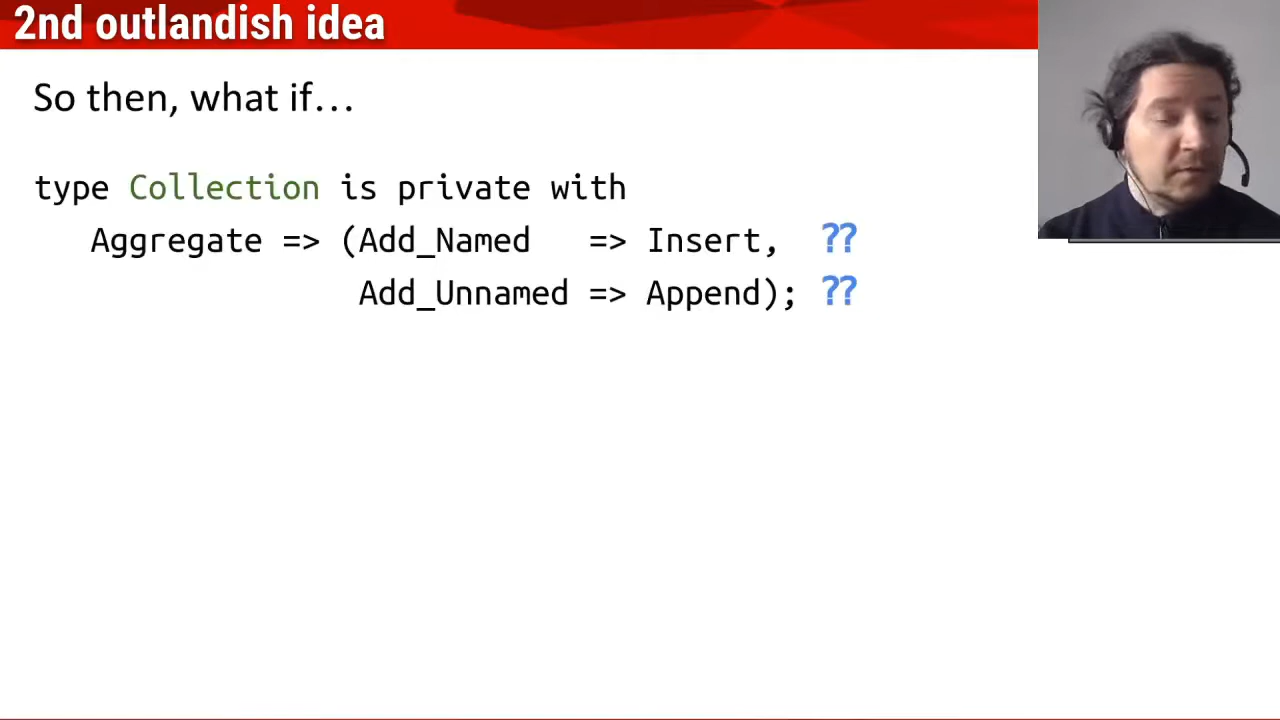 2nd outlandish idea
So then, what if…
type Collection is private with
Aggregate => (Add_Named => Insert, ??
Add_Unnamed => Append); ??